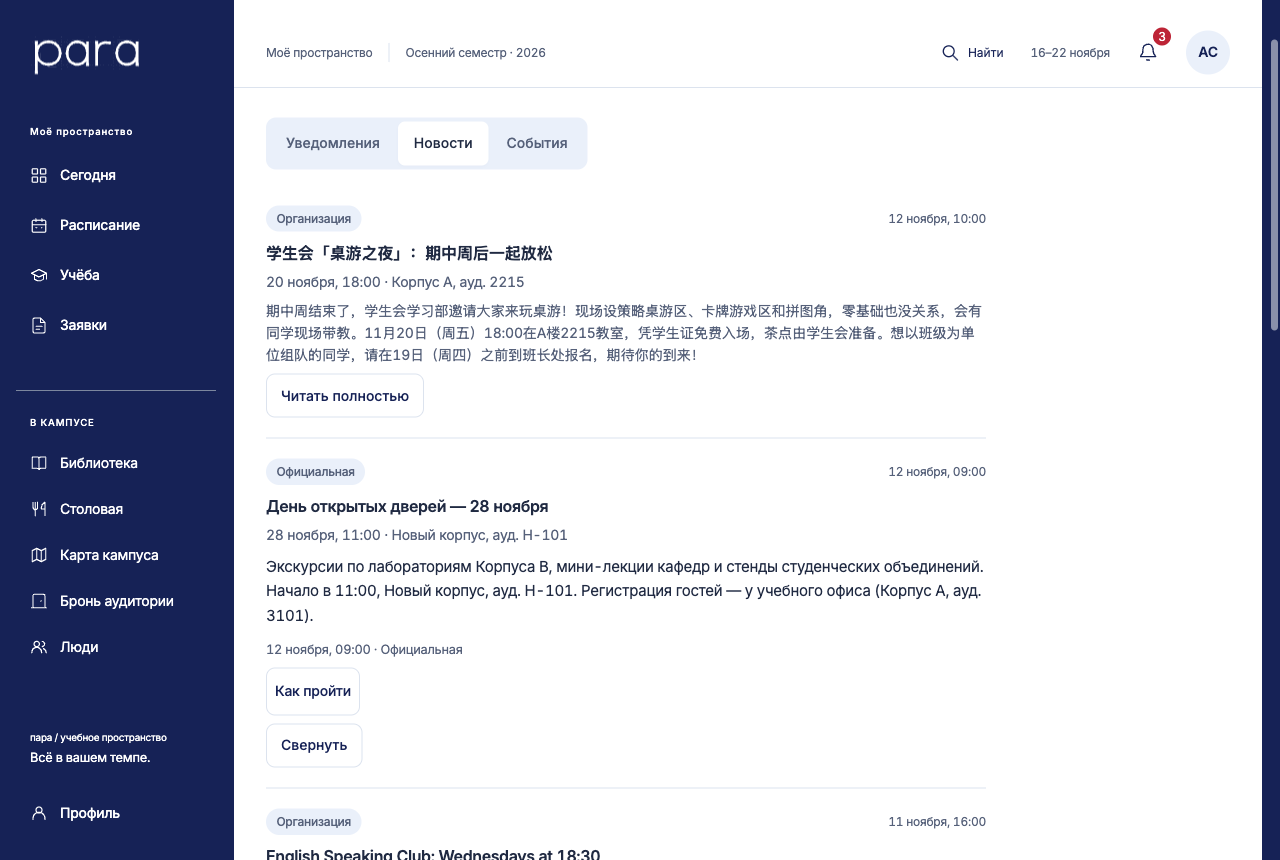 para
Моё пространство
Сегодня
Расписание
Учёба
Заявки
В КАМПУСЕ
Библиотека
Столовая
Карта кампуса
Бронь аудитории
Люди
пара / учебное пространство
Всё в вашем темпе.
Профиль
Моё пространство Осенний семестр · 2026 Найти 16–22 ноября 3 АС
Уведомления Новости События
Организация 12 ноября, 10:00
学生会「桌游之夜」：期中周后一起放松
20 ноября, 18:00 · Корпус А, ауд. 2215
期中周结束了，学生会学习部邀请大家来玩桌游！现场设策略桌游区、卡牌游戏区和拼图角，零基础也没关系，会有
同学现场带教。11月20日（周五）18:00在A楼2215教室，凭学生证免费入场，茶点由学生会准备。想以班级为单
位组队的同学，请在19日（周四）之前到班长处报名，期待你的到来！
Читать полностью
Официальная 12 ноября, 09:00
День открытых дверей — 28 ноября
28 ноября, 11:00 · Новый корпус, ауд. Н-101
Экскурсии по лабораториям Корпуса В, мини-лекции кафедр и стенды студенческих объединений.
Начало в 11:00, Новый корпус, ауд. Н-101. Регистрация гостей — у учебного офиса (Корпус А, ауд.
3101).
12 ноября, 09:00 · Официальная
Как пройти
Свернуть
Организация 11 ноября, 16:00
English Speaking Club: Wednesdays at 18:30